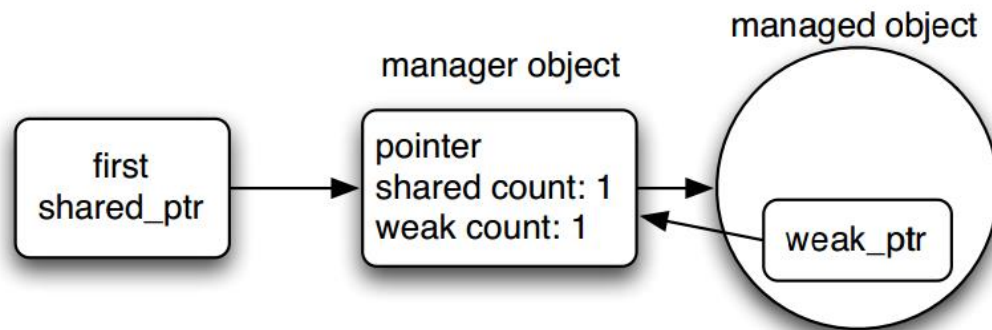 managed object
manager object
first
shared_ptr
pointer
shared count: 1
weak count: 1
weak_ptr